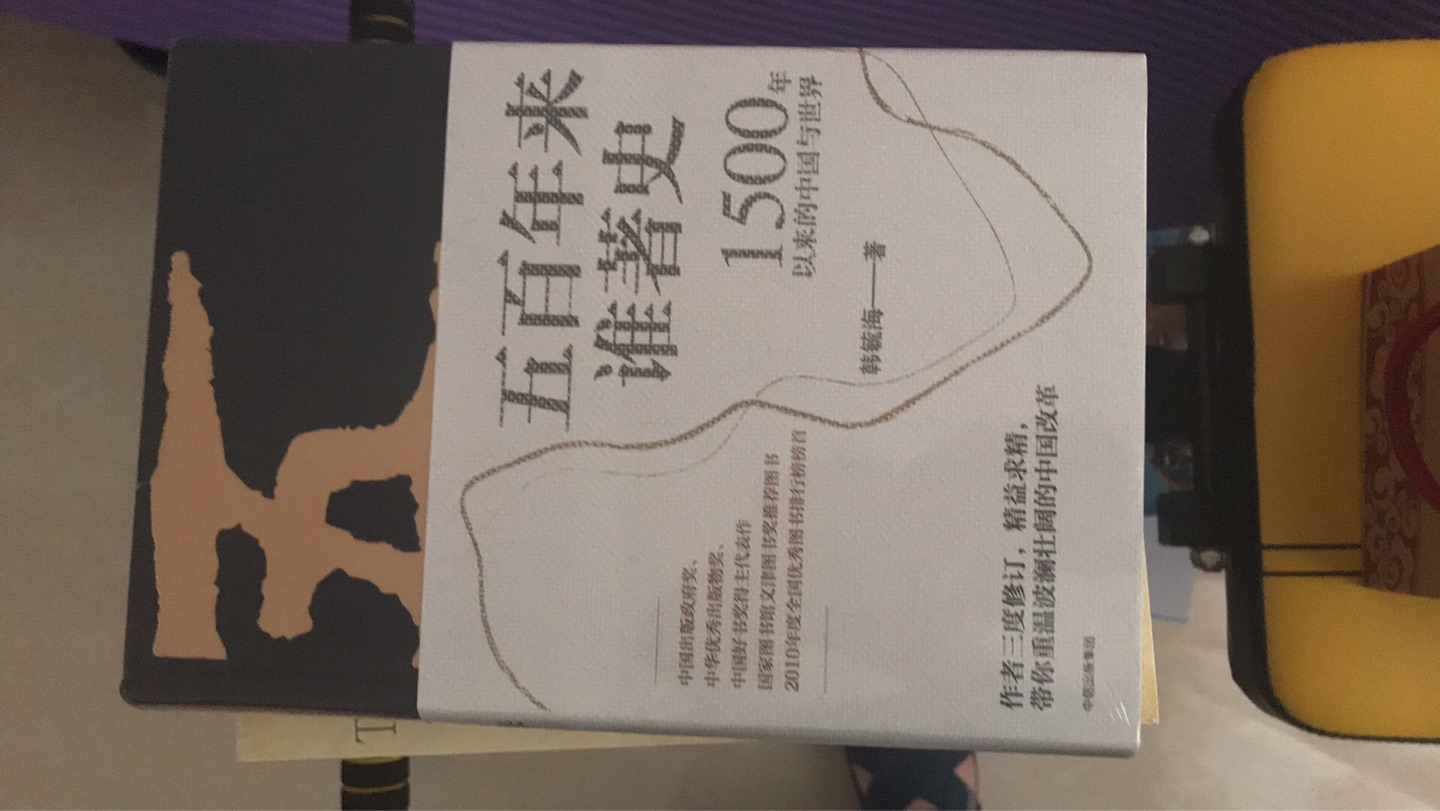 五百年来
谁著史
1500年
以来的中国与世界
韩毓海——著
中国出版政府奖、
中华优秀出版物奖、
中国好书奖得主代表作
国家图书馆文津图书奖推荐图书
2010年度全国优秀图书排行榜榜首
作者三度修订，精益求精，
带你重温波澜壮阔的中国改革
中信出版集团
T